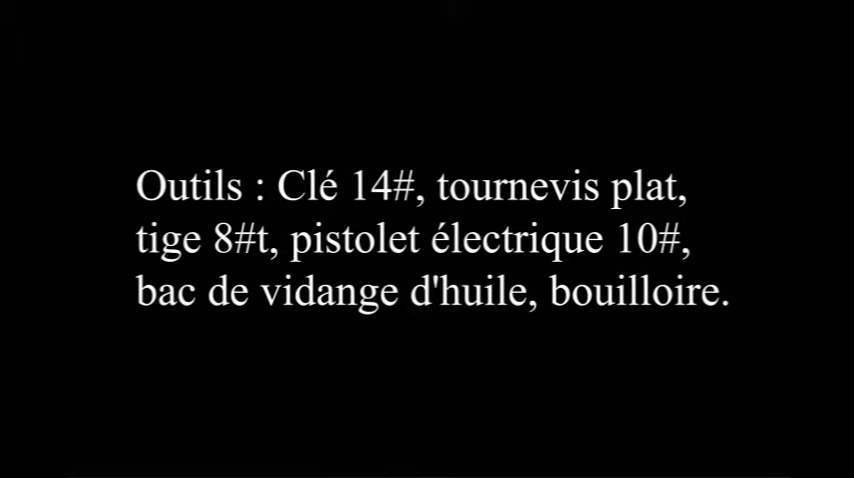 Outils : Clé 14#, tournevis plat,
tige 8#t, pistolet électrique 10#,
bac de vidange d'huile, bouilloire.